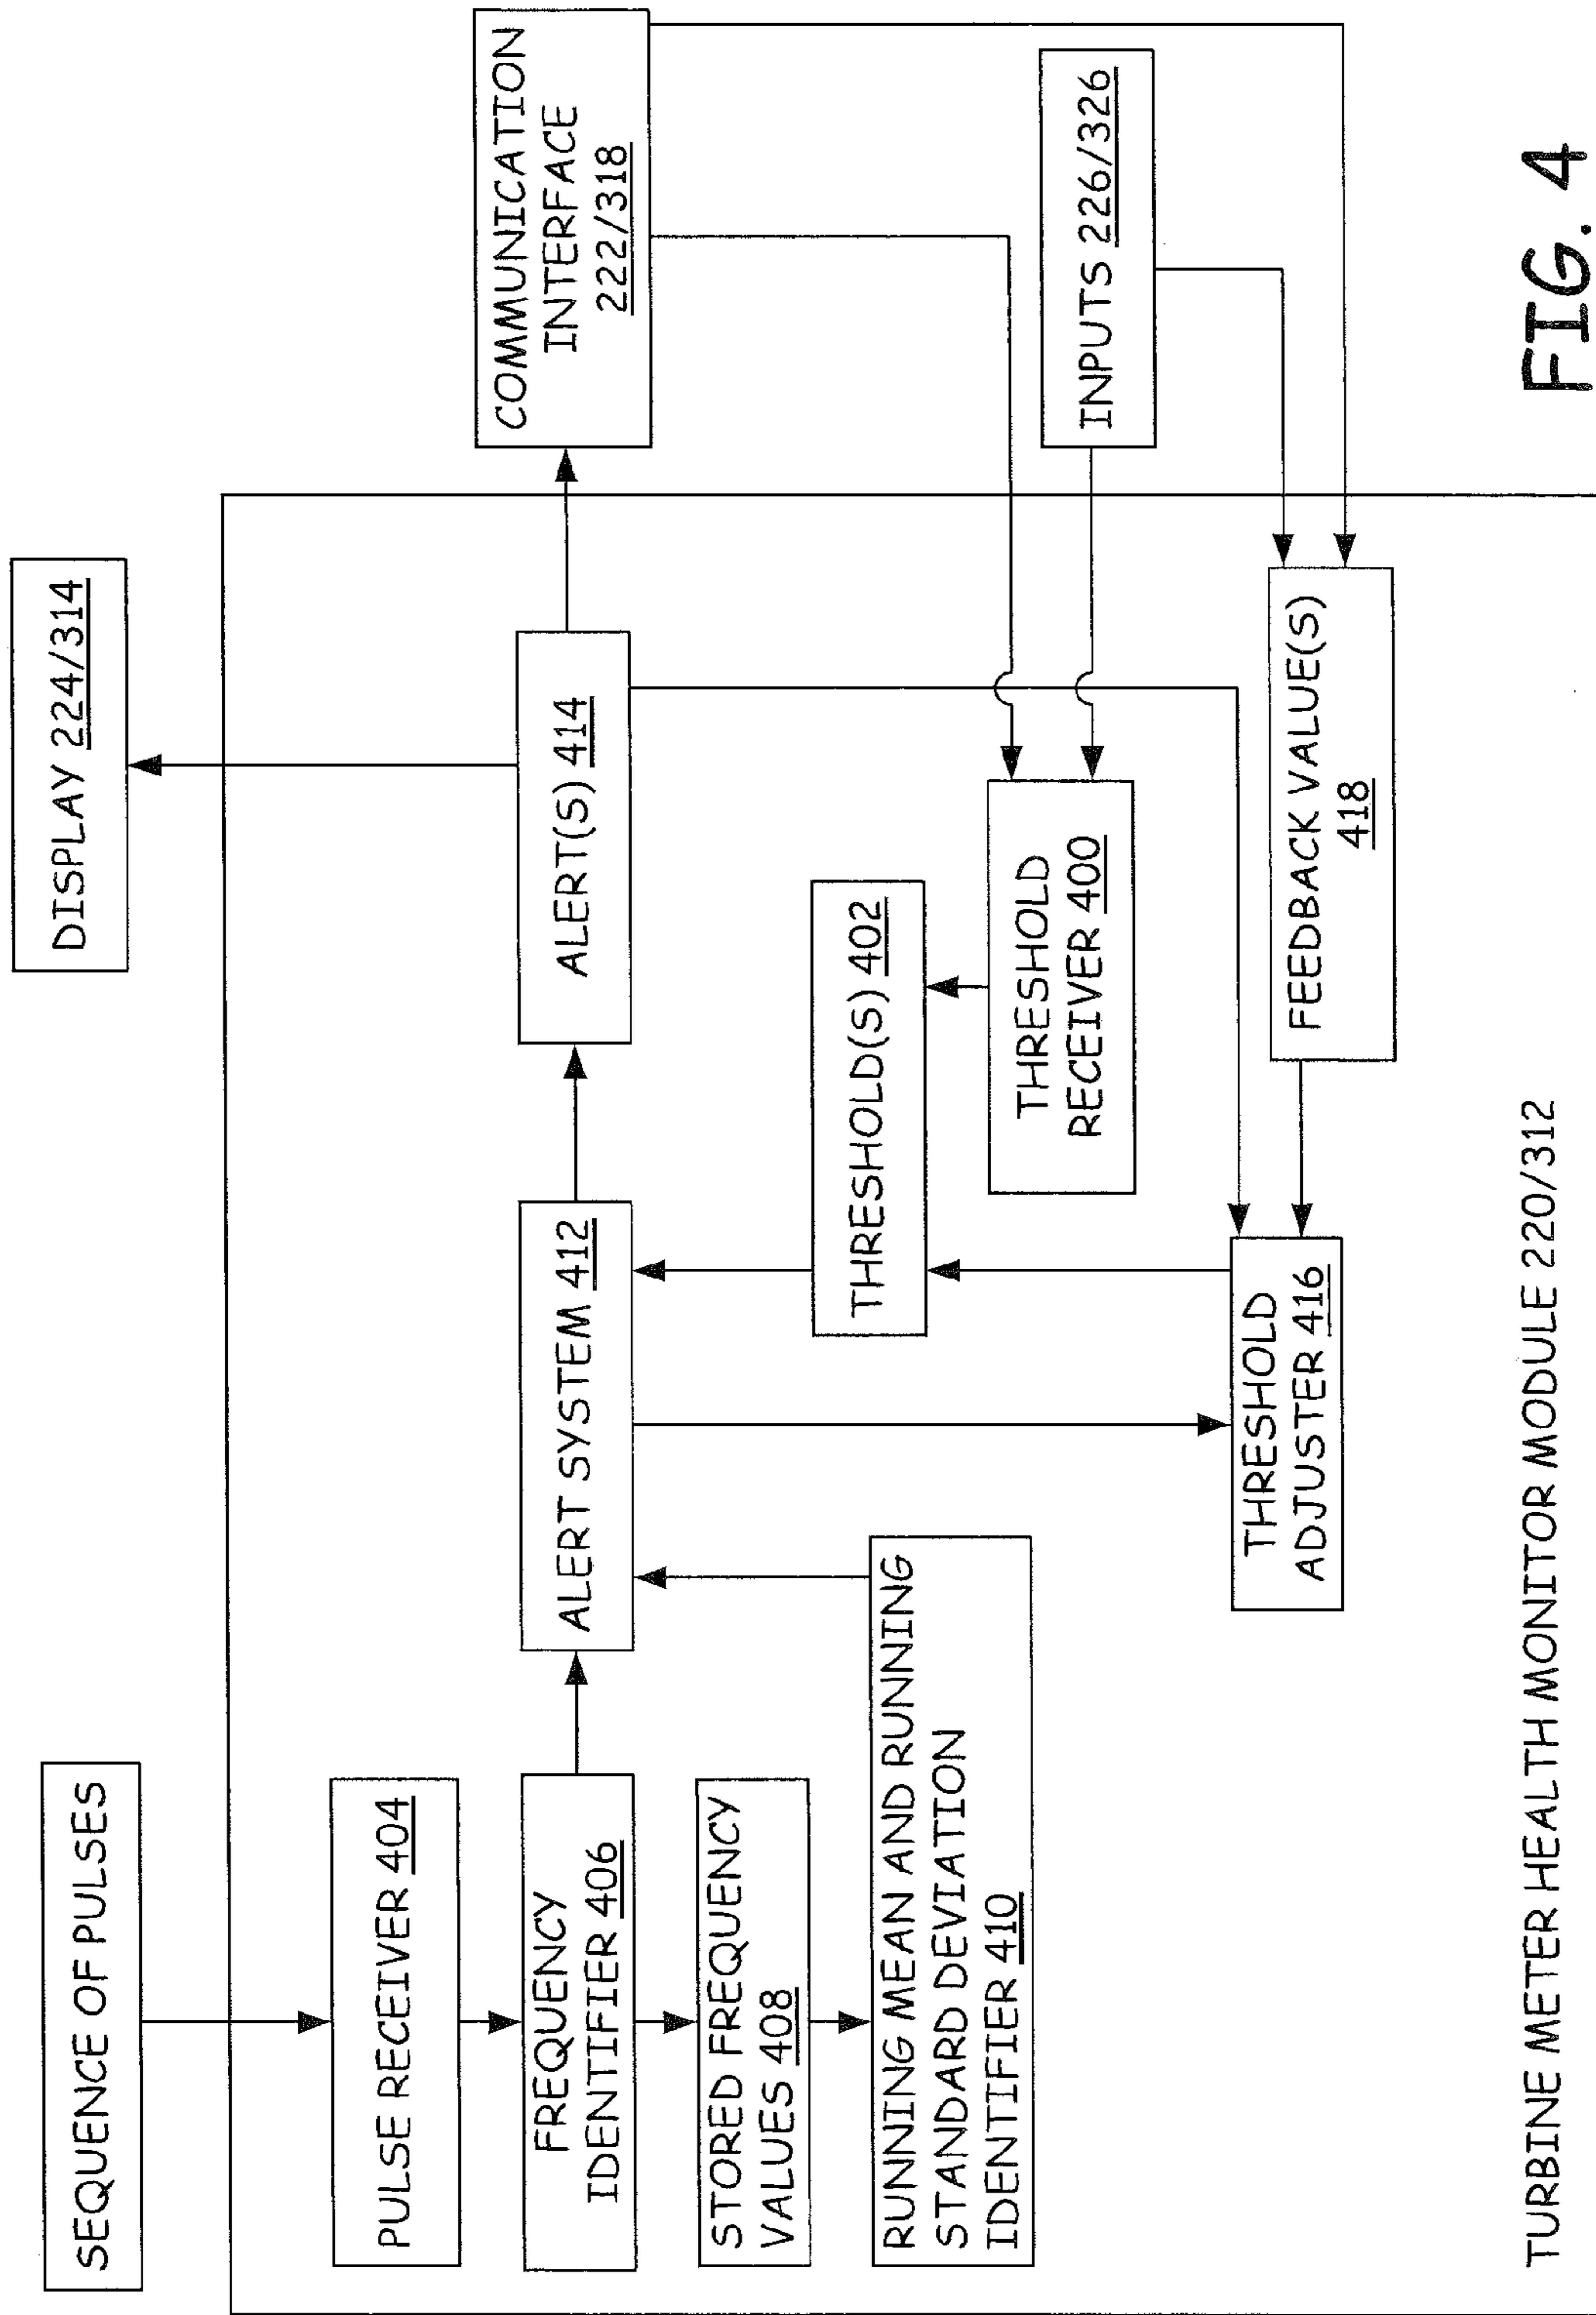 SEQUENCE OF PULSES
DISPLAY 224/314
PULSE RECEIVER 404
FREQUENCY
IDENTIFIER 406
ALERT SYSTEM 412
ALERT(S) 414
COMMUNICATION
INTERFACE
222/318
STORED FREQUENCY
VALUES 408
THRESHOLD(S) 402
RUNNING MEAN AND RUNNING
STANDARD DEVIATION
IDENTIFIER 410
THRESHOLD
RECEIVER 400
INPUTS 226/326
THRESHOLD
ADJUSTER 416
FEEDBACK VALUE(S)
418
TURBINE METER HEALTH MONITOR MODULE 220/312
FIG. 4